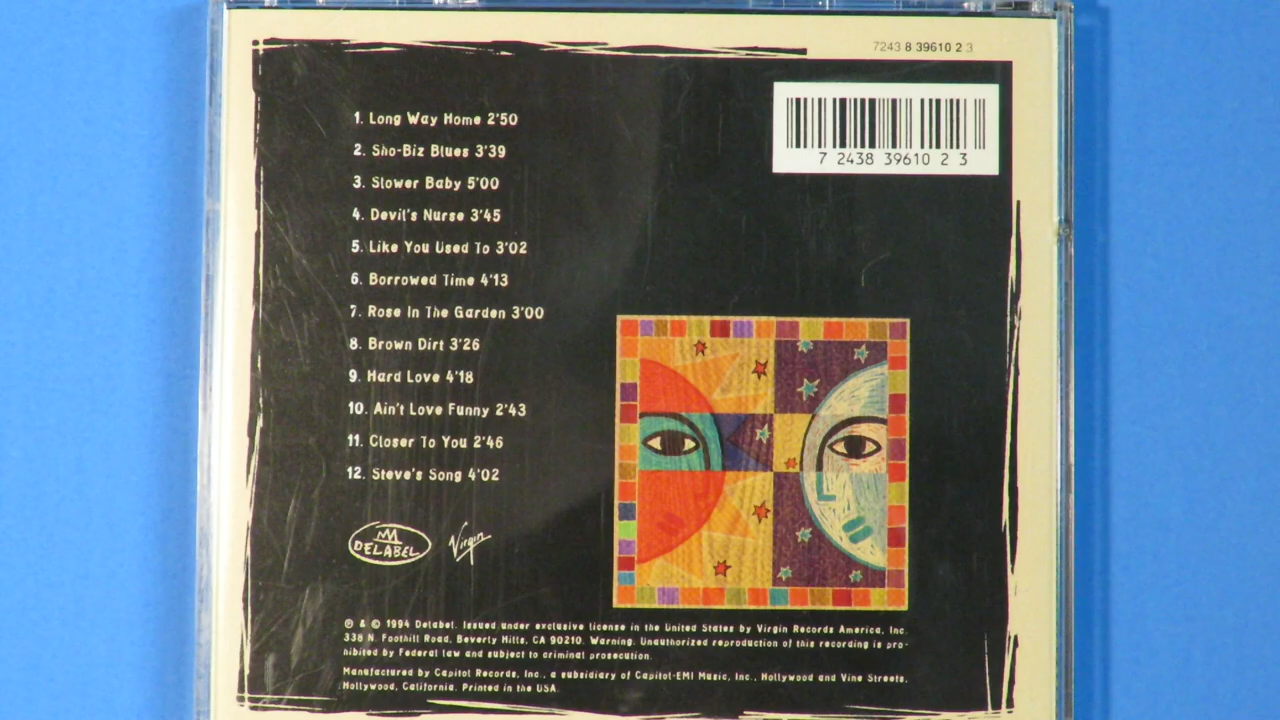 7243 8 39610 2 3
7 2438 39610 2 3
1. Long Way Home 2'50
2. Sho-Biz Blues 3'39
3. Slower Baby 5'00
4. Devil's Nurse 3'45
5. Like You Used To 3'02
6. Borrowed Time 4'13
7. Rose In The Garden 3'00
8. Brown Dirt 3'26
9. Hard Love 4'18
10. Ain't Love Funny 2'43
11. Closer To You 2'46
12. Steve's Song 4'02
DELABEL Virgin
℗ & © 1994 Delabel. Issued under exclusive license in the United States by Virgin Records America, Inc.
338 N. Foothill Road, Beverly Hills, CA 90210. Warning. Unauthorized reproduction of this recording is pro-
hibited by Federal law and subject to criminal prosecution.
Manufactured by Capitol Records, Inc., a subsidiary of Capitol-EMI Music, Inc., Hollywood and Vine Streets,
Hollywood, California. Printed in the USA.